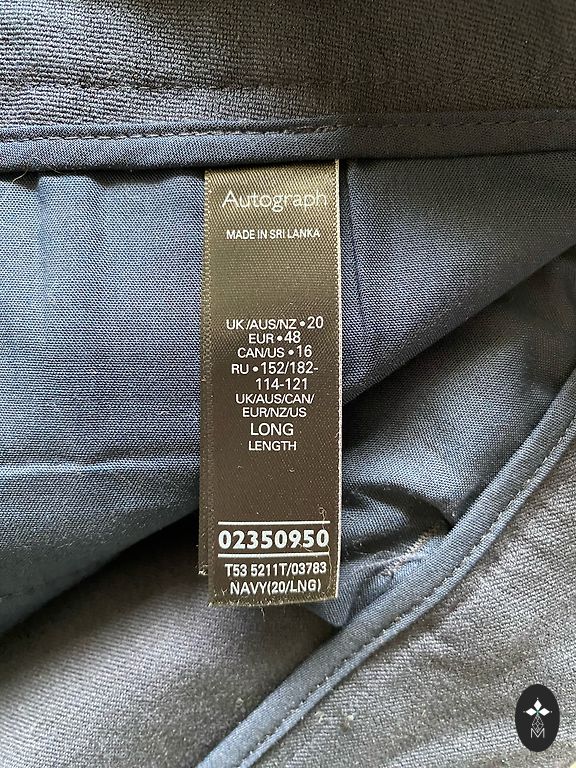 Autograph
MADE IN SRI LANKA
UK/AUS/NZ • 20
EUR • 48
CAN/US • 16
RU • 152/182-
114-121
UK/AUS/CAN/
EUR/NZ/US
LONG
LENGTH
02350950
T53 5211T/03783
NAVY(20/LNG)
M